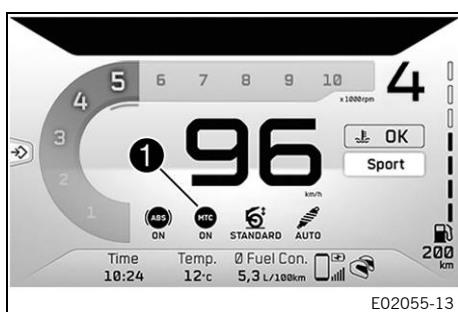 5 6 7 8 9 10
x1000rpm
4
4
3
2
1
96
km/h
OK
Sport
1
ABS MTC
ON ON STANDARD AUTO
200
km
Time Temp. Ø Fuel Con.
10:24 12°c 5,3 L/100km
E02055-13